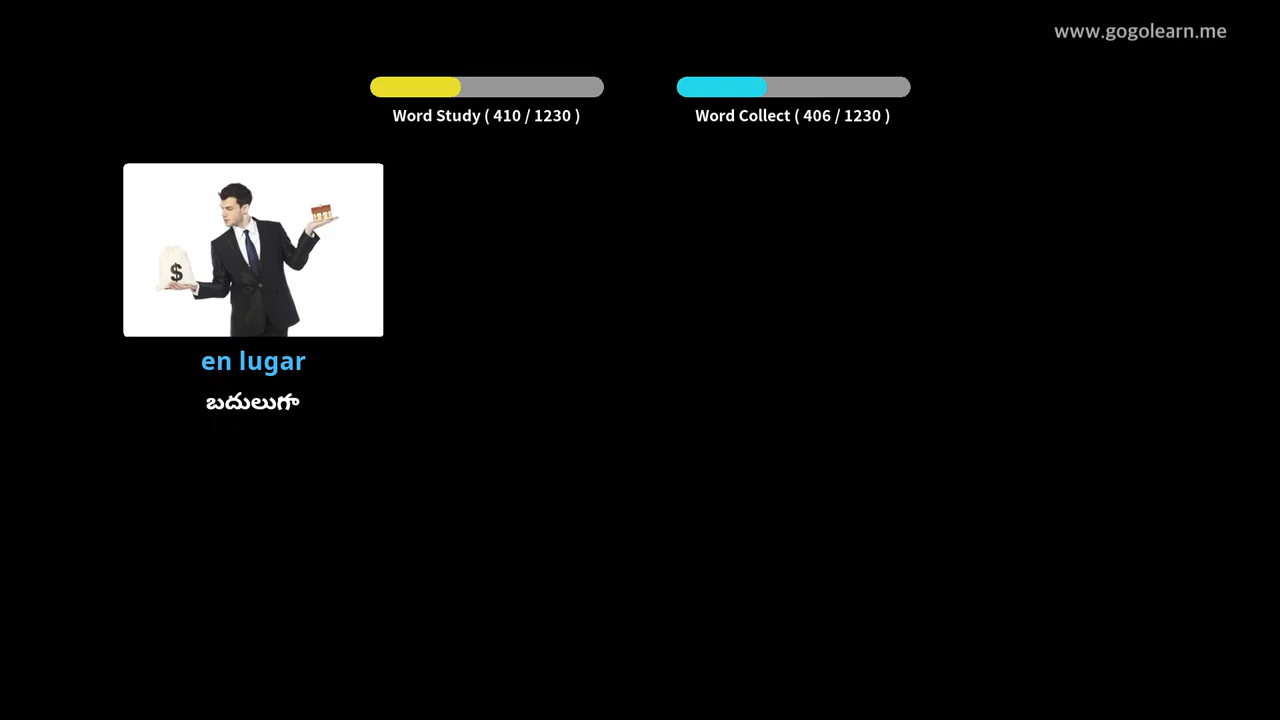 www.gogolearn.me
Word Study ( 410 / 1230 )
Word Collect ( 406 / 1230 )
$
en lugar
బదులుగా